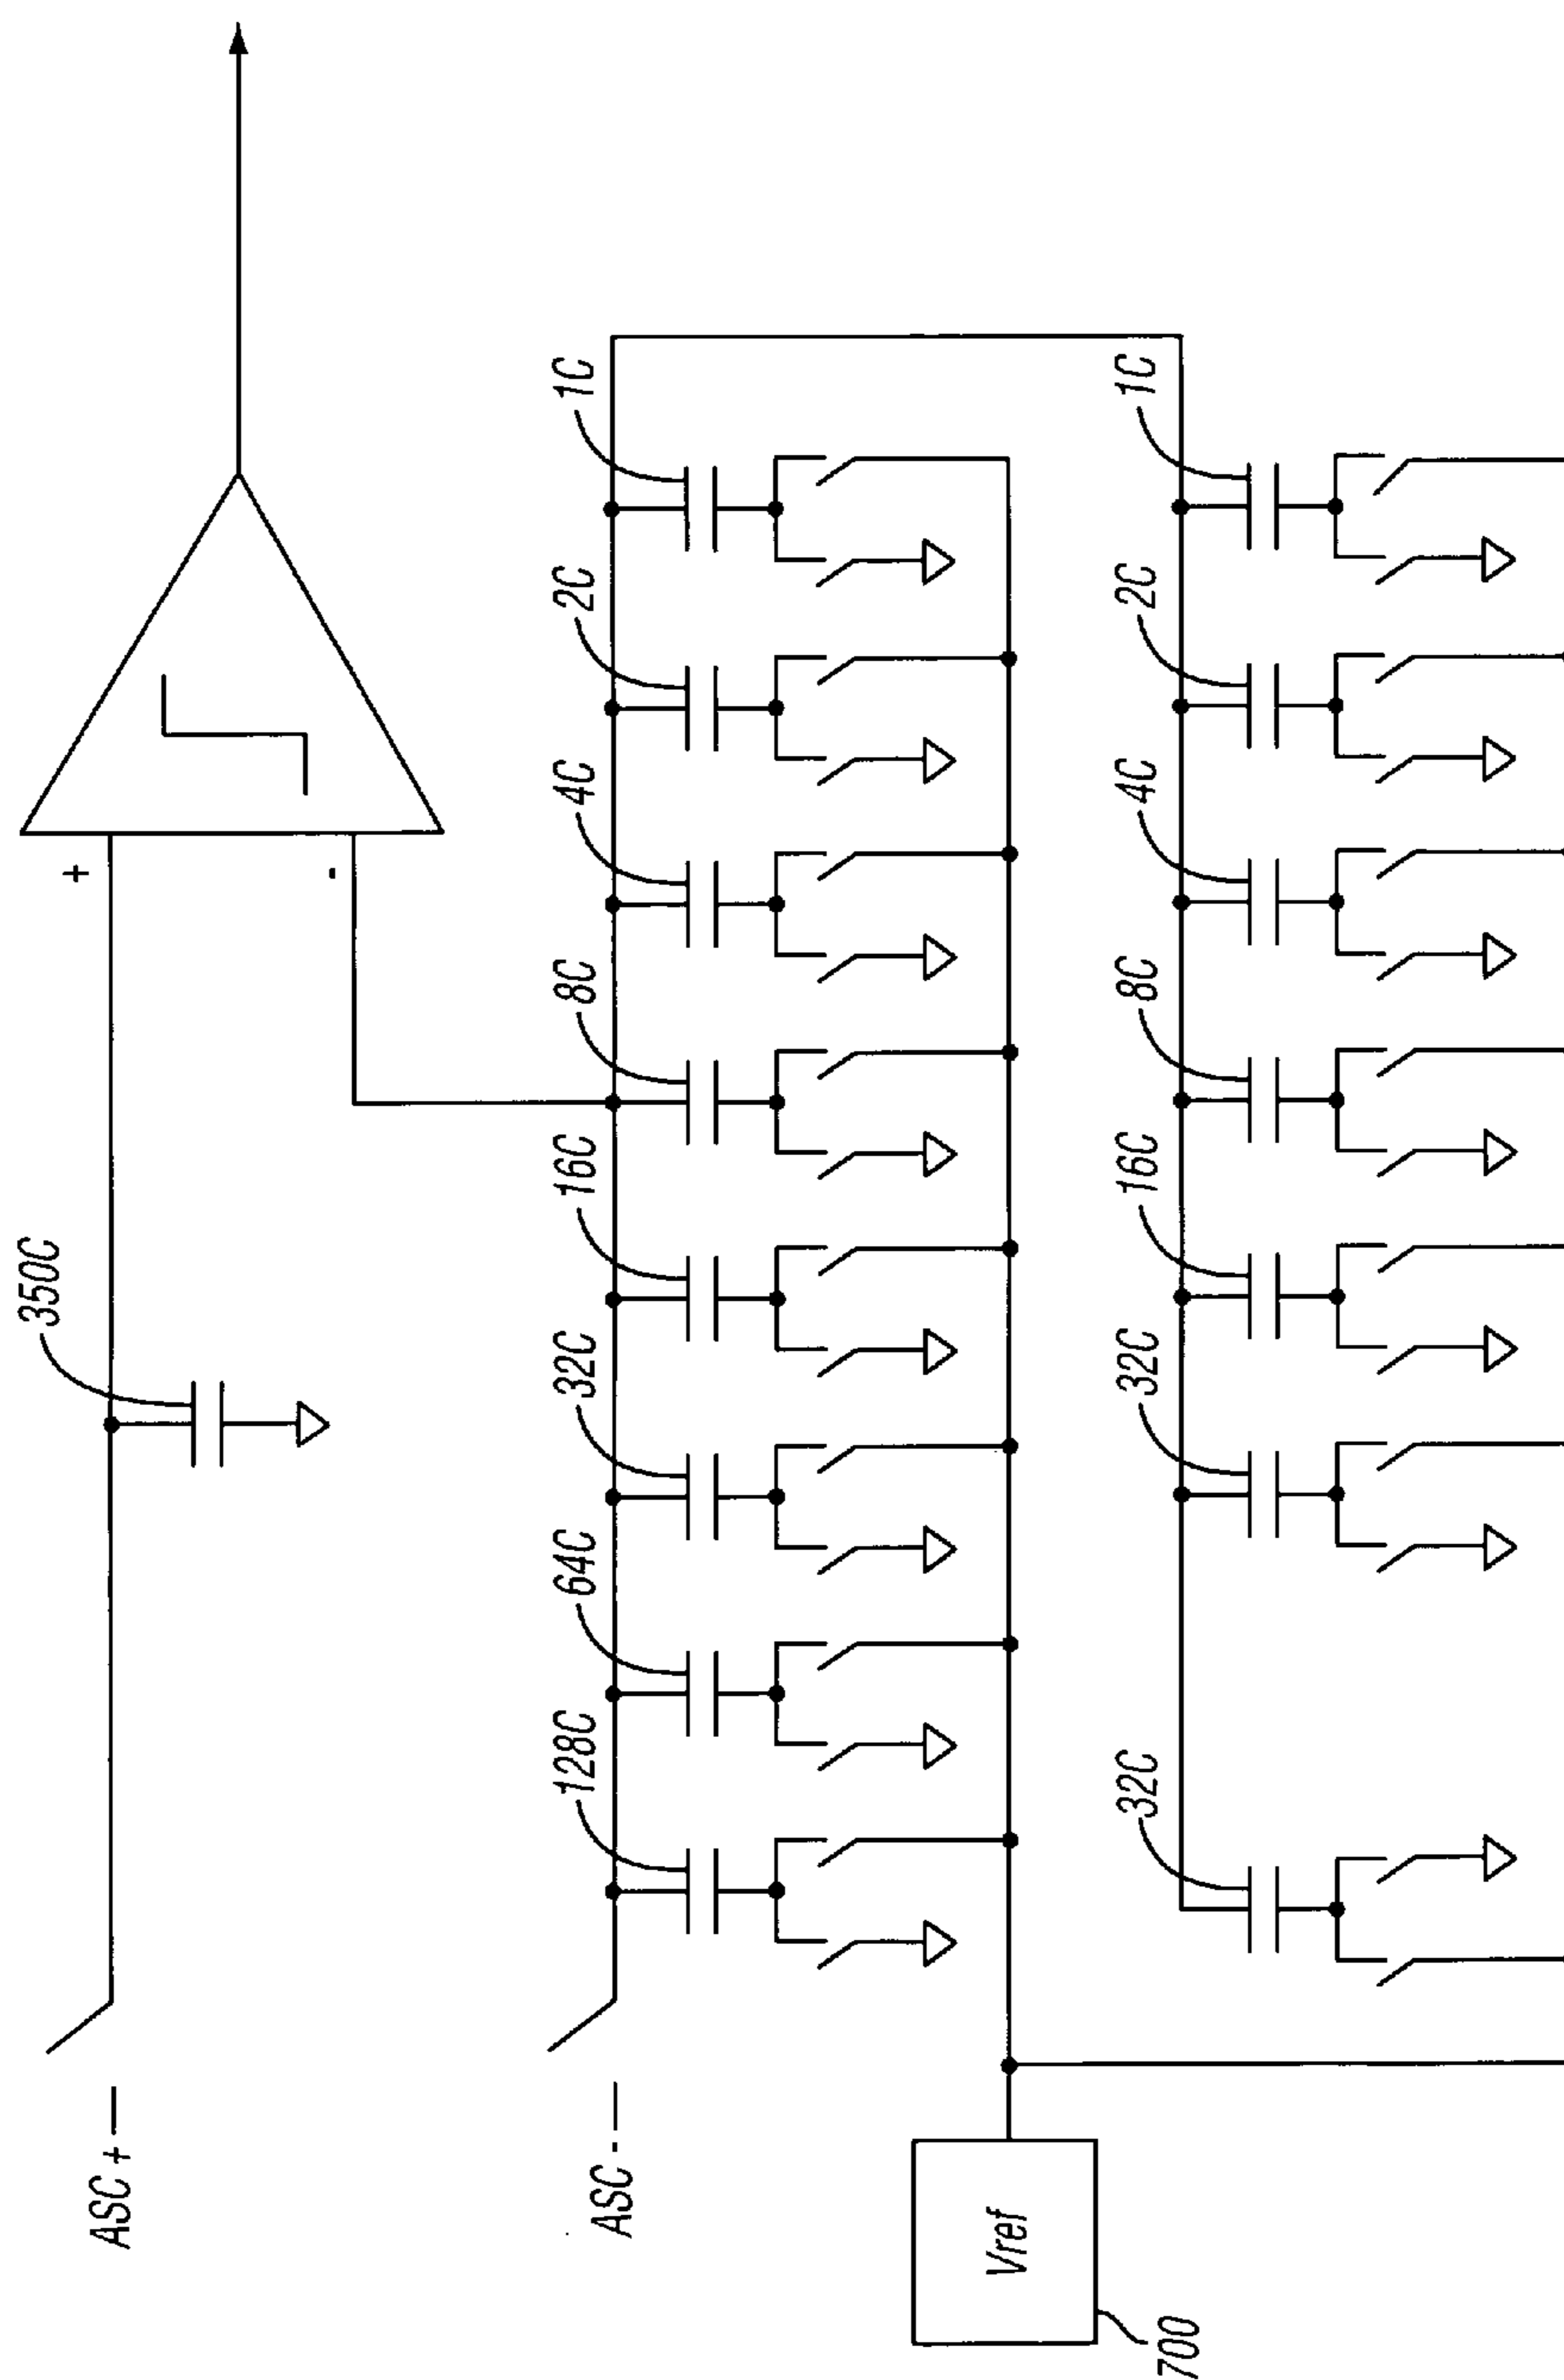 350C
+
-
ASC +
128C 64C 32C 16C 8C 4C 2C 1C
ASC -
Vref
700
32C 32C 16C 8C 4C 2C 1C